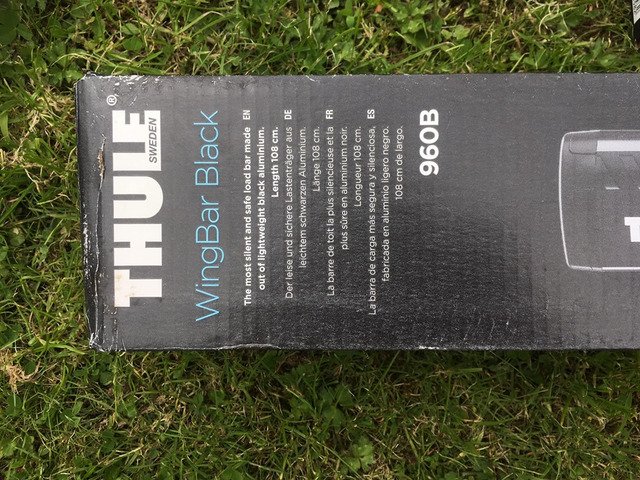 THULE®
SWEDEN
WingBar Black
The most silent and safe load bar made EN
out of lightweight black aluminium.
Length 108 cm.
Der leise und sichere Lastenträger aus DE
leichtem schwarzen Aluminium.
Länge 108 cm.
La barre de toit la plus silencieuse et la FR
plus sûre en aluminium noir.
Longueur 108 cm.
La barra de carga más segura y silenciosa, ES
fabricada en aluminio ligero negro.
108 cm de largo.
960B